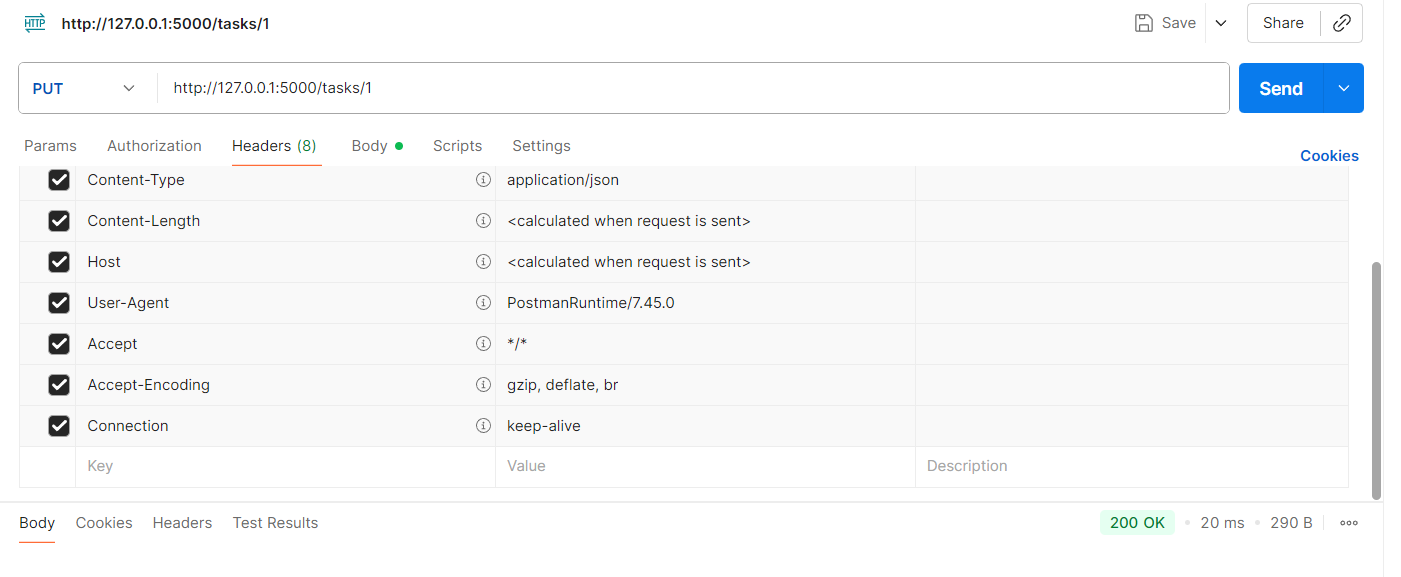 HTTP http://127.0.0.1:5000/tasks/1 Save Share
PUT http://127.0.0.1:5000/tasks/1 Send
Params Authorization Headers (8) Body Scripts Settings
Cookies
Content-Type application/json
Content-Length <calculated when request is sent>
Host <calculated when request is sent>
User-Agent PostmanRuntime/7.45.0
Accept */*
Accept-Encoding gzip, deflate, br
Connection keep-alive
Key Value Description
Body Cookies Headers Test Results 200 OK 20 ms 290 B